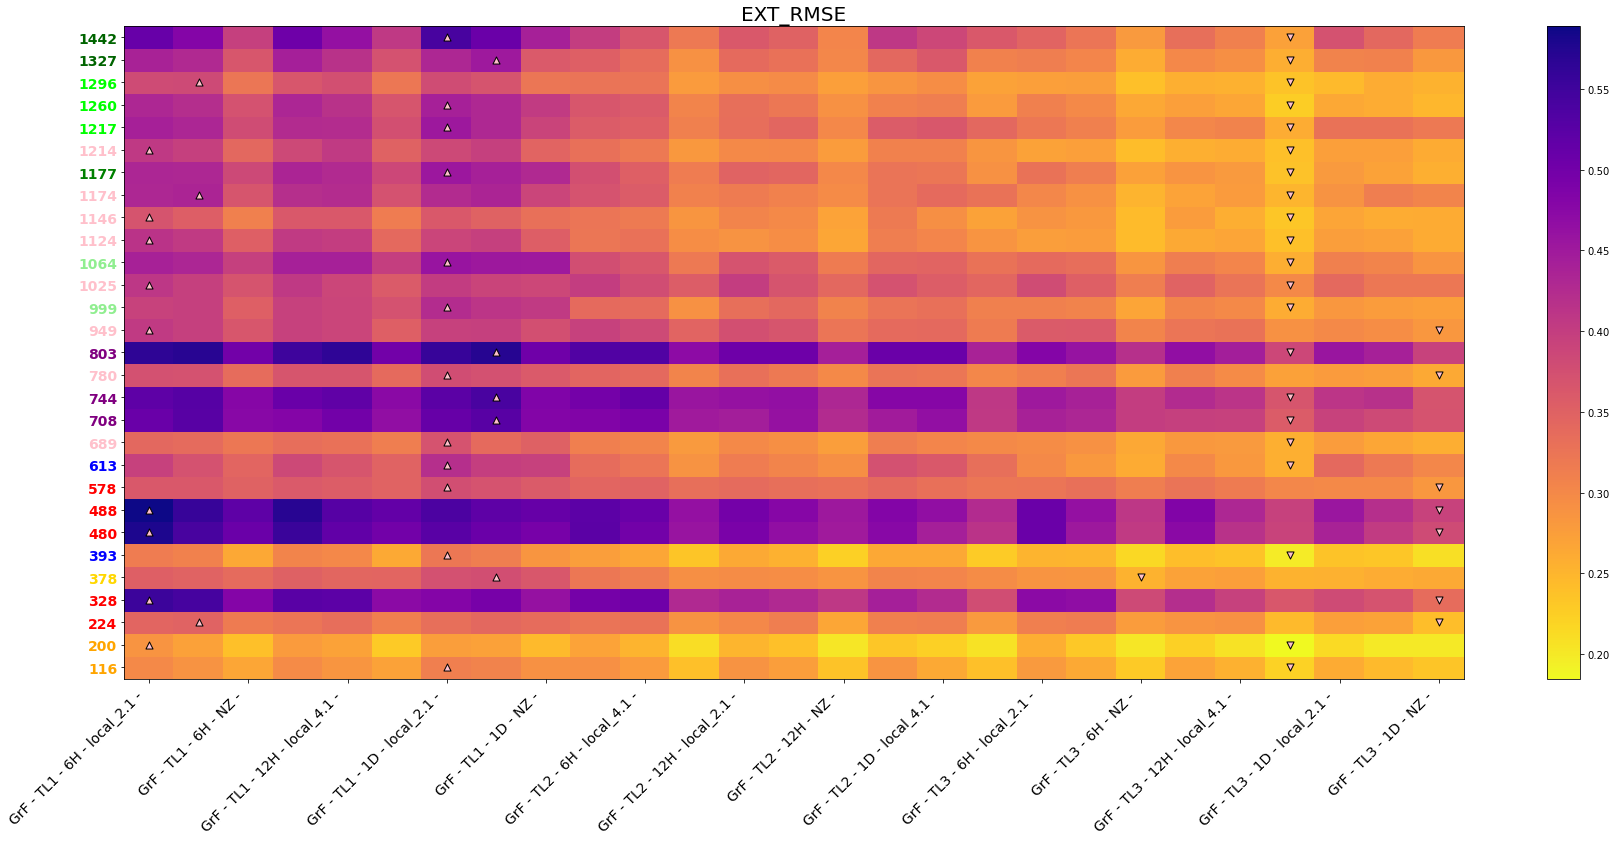 EXT_RMSE
1442
1327
1296
1260
1217
1214
1177
1174
1146
1124
1064
1025
999
949
803
780
744
708
689
613
578
488
480
393
378
328
224
200
116
0.55
0.50
0.45
0.40
0.35
0.30
0.25
0.20
GrF - TL1 - 6H - local_2.1 -
GrF - TL1 - 6H - NZ -
GrF - TL1 - 12H - local_4.1 -
GrF - TL1 - 1D - local_2.1 -
GrF - TL1 - 1D - NZ -
GrF - TL2 - 6H - local_4.1 -
GrF - TL2 - 12H - local_2.1 -
GrF - TL2 - 12H - NZ -
GrF - TL2 - 1D - local_4.1 -
GrF - TL3 - 6H - local_2.1 -
GrF - TL3 - 6H - NZ -
GrF - TL3 - 12H - local_4.1 -
GrF - TL3 - 1D - local_2.1 -
GrF - TL3 - 1D - NZ -